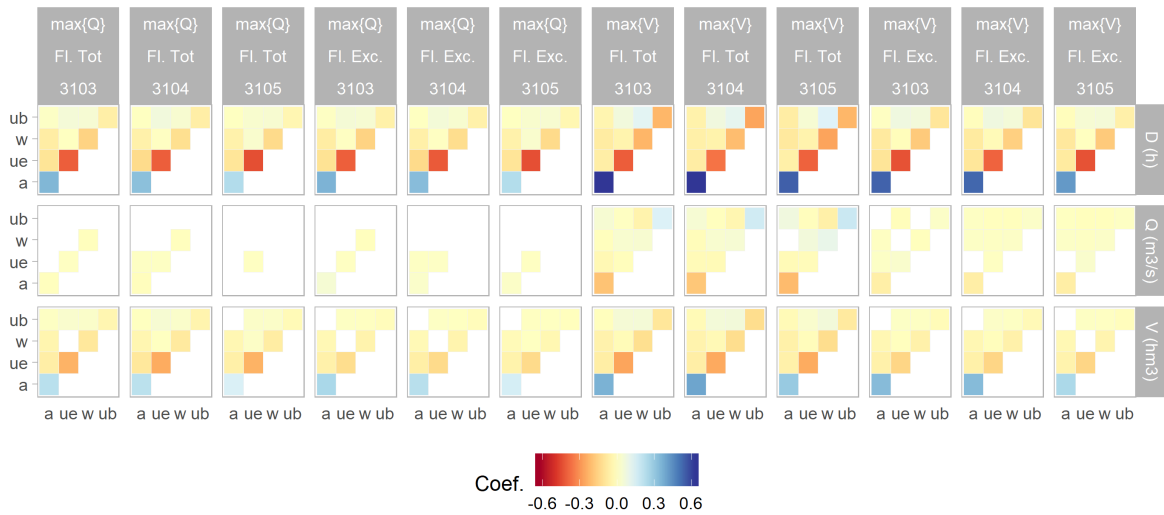 max{Q} max{Q} max{Q} max{Q} max{Q} max{Q} max{V} max{V} max{V} max{V} max{V} max{V}
Fl. Tot Fl. Tot Fl. Tot Fl. Exc. Fl. Exc. Fl. Exc. Fl. Tot Fl. Tot Fl. Tot Fl. Exc. Fl. Exc. Fl. Exc.
3103 3104 3105 3103 3104 3105 3103 3104 3105 3103 3104 3105
ub
w
ue
a
D (h)
ub
w
ue
a
Q (m3/s)
ub
w
ue
a
V (hm3)
a ue w ub a ue w ub a ue w ub a ue w ub a ue w ub a ue w ub a ue w ub a ue w ub a ue w ub a ue w ub a ue w ub a ue w ub
Coef.
-0.6 -0.3 0.0 0.3 0.6